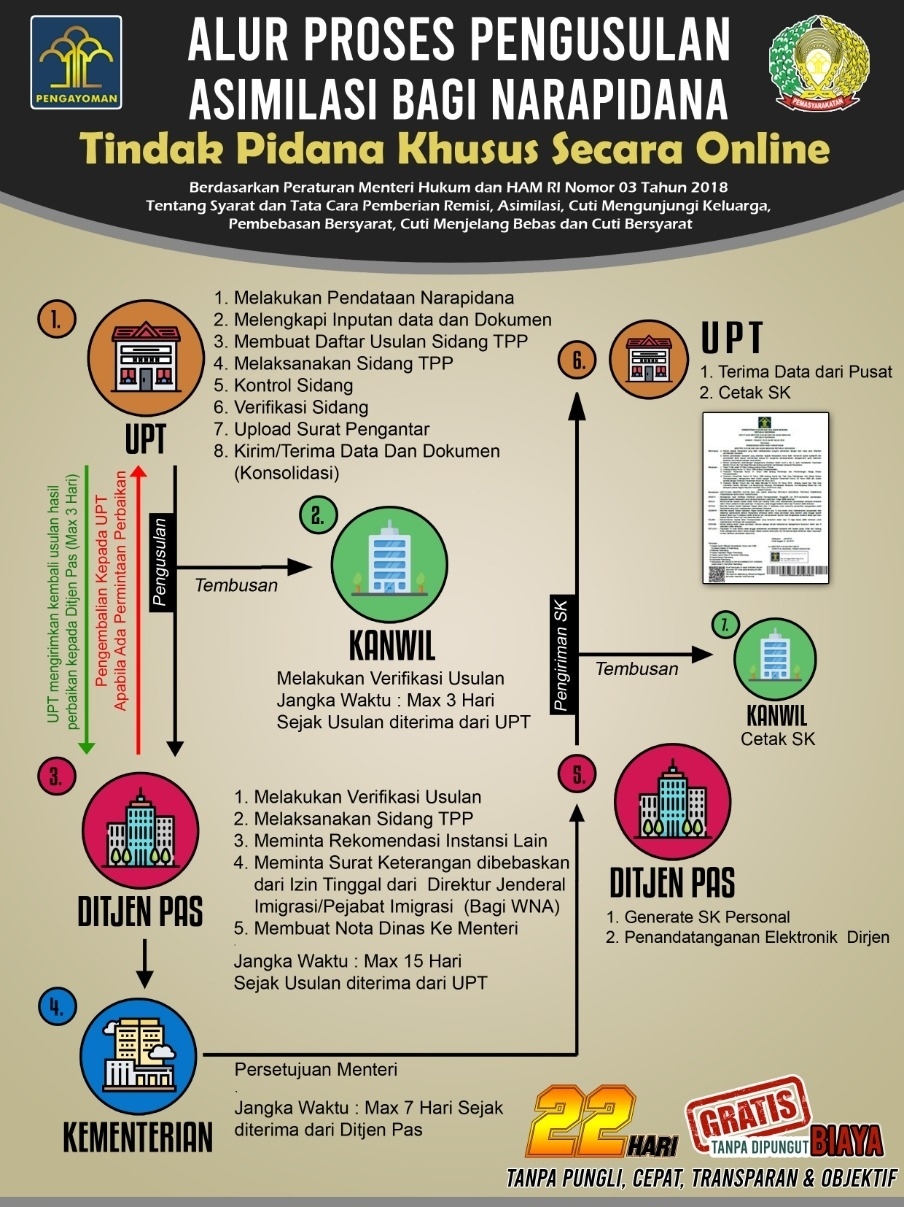 PENGAYOMAN
ALUR PROSES PENGUSULAN
ASIMILASI BAGI NARAPIDANA
PEMASYARAKATAN
Tindak Pidana Khusus Secara Online
Berdasarkan Peraturan Menteri Hukum dan HAM RI Nomor 03 Tahun 2018
Tentang Syarat dan Tata Cara Pemberian Remisi, Asimilasi, Cuti Mengunjungi Keluarga,
Pembebasan Bersyarat, Cuti Menjelang Bebas dan Cuti Bersyarat
1.
UPT
1. Melakukan Pendataan Narapidana
2. Melengkapi Inputan data dan Dokumen
3. Membuat Daftar Usulan Sidang TPP
4. Melaksanakan Sidang TPP
5. Kontrol Sidang
6. Verifikasi Sidang
7. Upload Surat Pengantar
8. Kirim/Terima Data Dan Dokumen
(Konsolidasi)
UPT mengirimkan kembali usulan hasil
perbaikan kepada Ditjen Pas (Max 3 Hari)
Pengembalian Kepada UPT
Apabila Ada Permintaan Perbaikan
Pengusulan
Tembusan
2.
KANWIL
Melakukan Verifikasi Usulan
Jangka Waktu : Max 3 Hari
Sejak Usulan diterima dari UPT
3.
DITJEN PAS
1. Melakukan Verifikasi Usulan
2. Melaksanakan Sidang TPP
3. Meminta Rekomendasi Instansi Lain
4. Meminta Surat Keterangan dibebaskan
dari Izin Tinggal dari Direktur Jenderal
Imigrasi/Pejabat Imigrasi (Bagi WNA)
5. Membuat Nota Dinas Ke Menteri
Jangka Waktu : Max 15 Hari
Sejak Usulan diterima dari UPT
4.
KEMENTERIAN
Persetujuan Menteri
Jangka Waktu : Max 7 Hari Sejak
diterima dari Ditjen Pas
5.
DITJEN PAS
1. Generate SK Personal
2. Penandatanganan Elektronik Dirjen
Pengiriman SK
Tembusan
6.
UPT
1. Terima Data dari Pusat
2. Cetak SK
7.
KANWIL
Cetak SK
22 HARI
GRATIS
TANPA DIPUNGUT BIAYA
TANPA PUNGLI, CEPAT, TRANSPARAN & OBJEKTIF